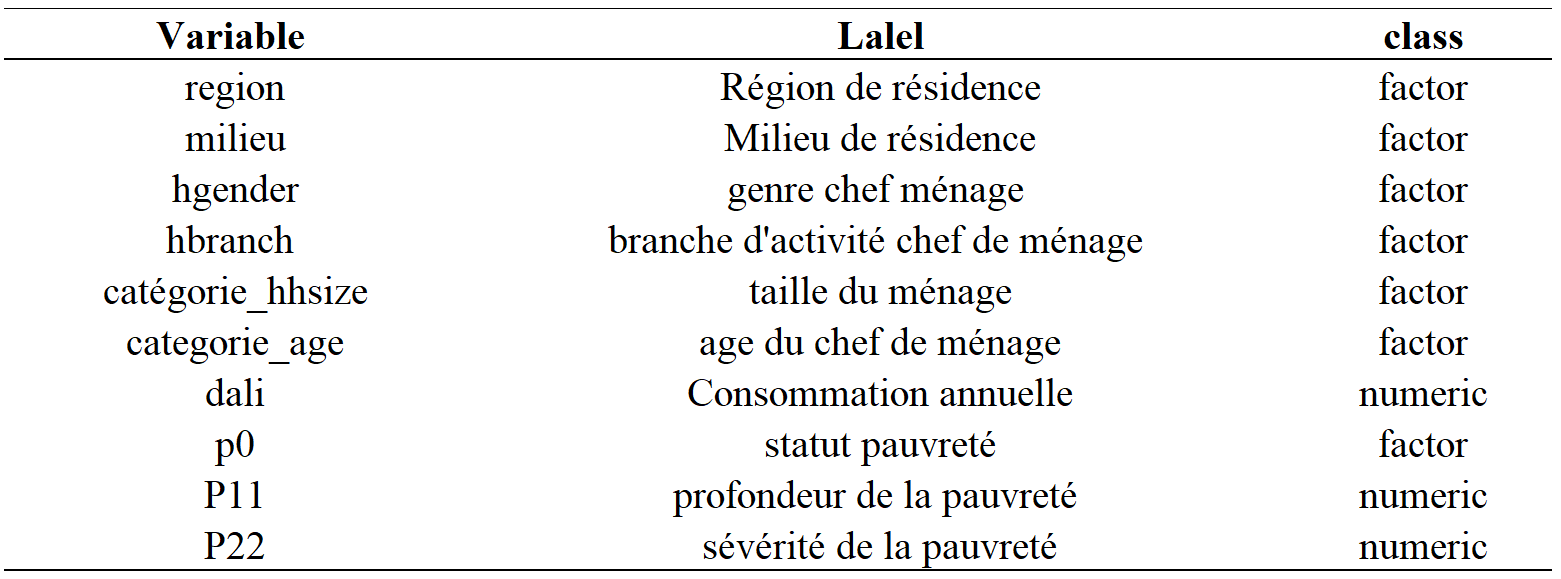 Variable Lalel class
region Région de résidence factor
milieu Milieu de résidence factor
hgender genre chef ménage factor
hbranch branche d'activité chef de ménage factor
catégorie_hhsize taille du ménage factor
categorie_age age du chef de ménage factor
dali Consommation annuelle numeric
p0 statut pauvreté factor
P11 profondeur de la pauvreté numeric
P22 sévérité de la pauvreté numeric